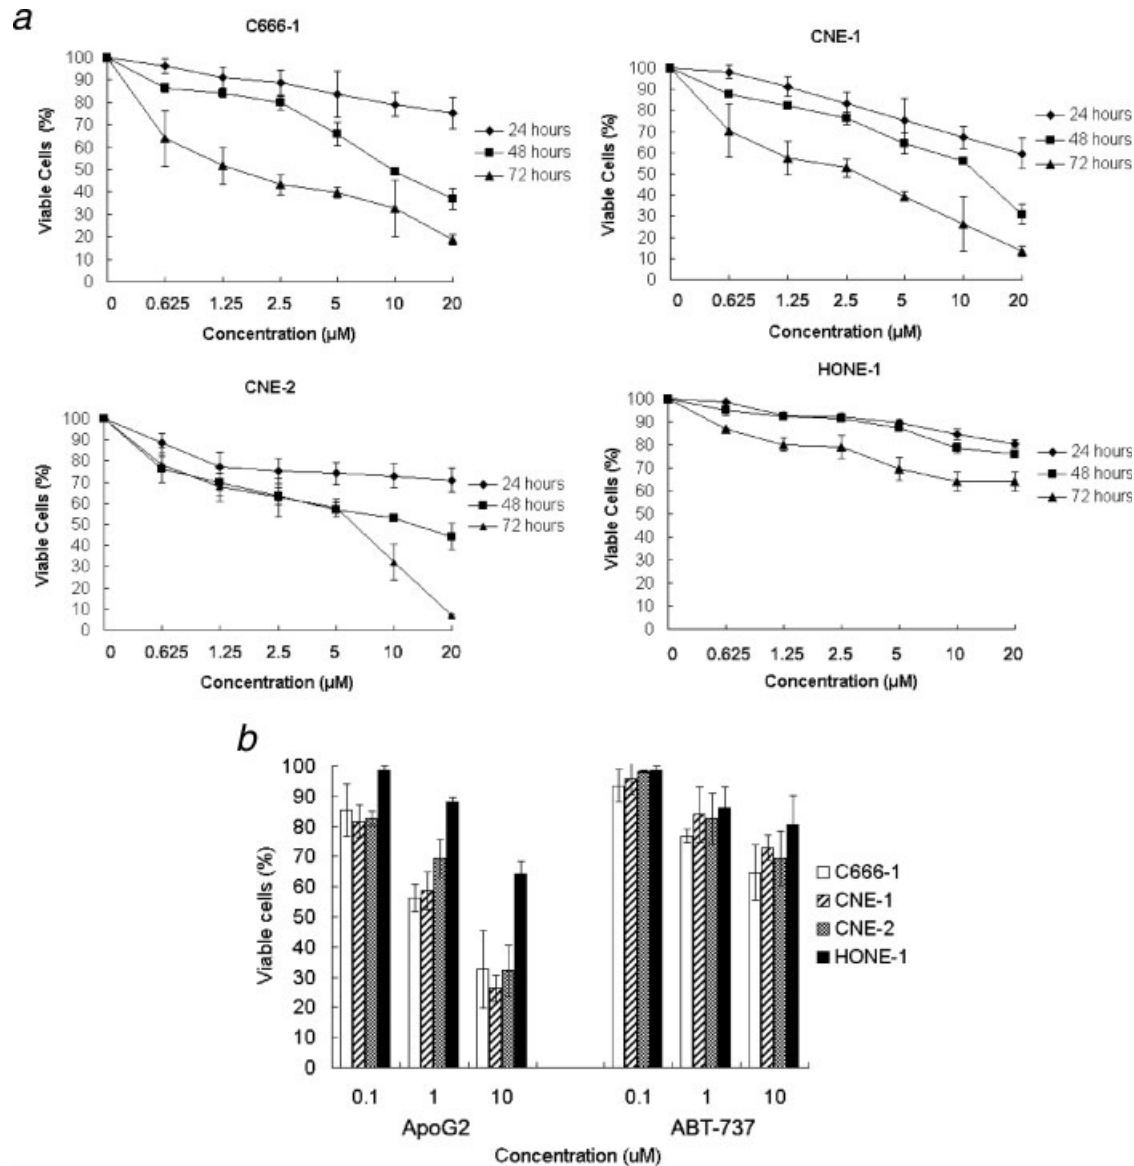 a
C666-1
100
90
80
70
60
50
40
30
20
10
0
Viable Cells (%)
0 0.625 1.25 2.5 5 10 20
Concentration (µM)
24 hours
48 hours
72 hours
CNE-1
100
90
80
70
60
50
40
30
20
10
0
Viable Cells (%)
0 0.625 1.25 2.5 5 10 20
Concentration (µM)
24 hours
48 hours
72 hours
CNE-2
100
90
80
70
60
50
40
30
20
10
0
Viable Cells (%)
0 0.625 1.25 2.5 5 10 20
Concentration (µM)
24 hours
48 hours
72 hours
HONE-1
100
90
80
70
60
50
40
30
20
10
0
Viable Cells (%)
0 0.625 1.25 2.5 5 10 20
Concentration (µM)
24 hours
48 hours
72 hours
b
100
90
80
70
60
50
40
30
20
10
0
Viable cells (%)
0.1 1 10 0.1 1 10
ApoG2 ABT-737
Concentration (uM)
C666-1
CNE-1
CNE-2
HONE-1